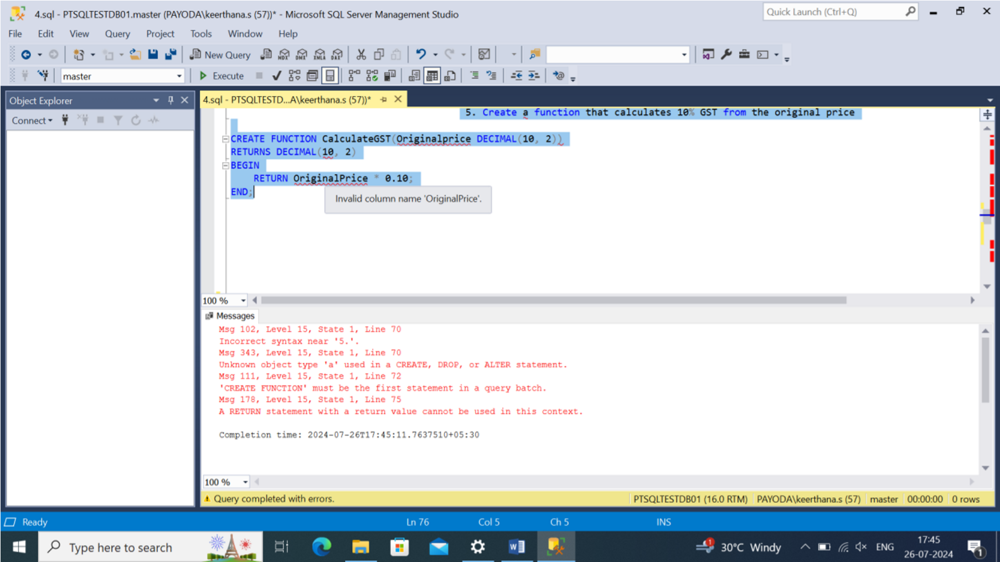 4.sql - PTSQLTESTDB01.master (PAYODA\keerthana.s (57))* - Microsoft SQL Server Management Studio
Quick Launch (Ctrl+Q)
File Edit View Query Project Tools Window Help
New Query MDX DMX XMLA DAX
master Execute
Object Explorer
Connect
4.sql - PTSQLTESTD...A\keerthana.s (57))*
5. Create a function that calculates 10% GST from the original price
CREATE FUNCTION CalculateGST(Originalprice DECIMAL(10, 2))
RETURNS DECIMAL(10, 2)
BEGIN
RETURN OriginalPrice * 0.10;
END;
Invalid column name 'OriginalPrice'.
100 %
Messages
Msg 102, Level 15, State 1, Line 70
Incorrect syntax near '5.'.
Msg 343, Level 15, State 1, Line 70
Unknown object type 'a' used in a CREATE, DROP, or ALTER statement.
Msg 111, Level 15, State 1, Line 72
'CREATE FUNCTION' must be the first statement in a query batch.
Msg 178, Level 15, State 1, Line 75
A RETURN statement with a return value cannot be used in this context.
Completion time: 2024-07-26T17:45:11.7637510+05:30
100 %
Query completed with errors. PTSQLTESTDB01 (16.0 RTM) PAYODA\keerthana.s (57) master 00:00:00 0 rows
Ready Ln 76 Col 5 Ch 5 INS
Type here to search 1 30°C Windy ENG 17:45
26-07-2024 1